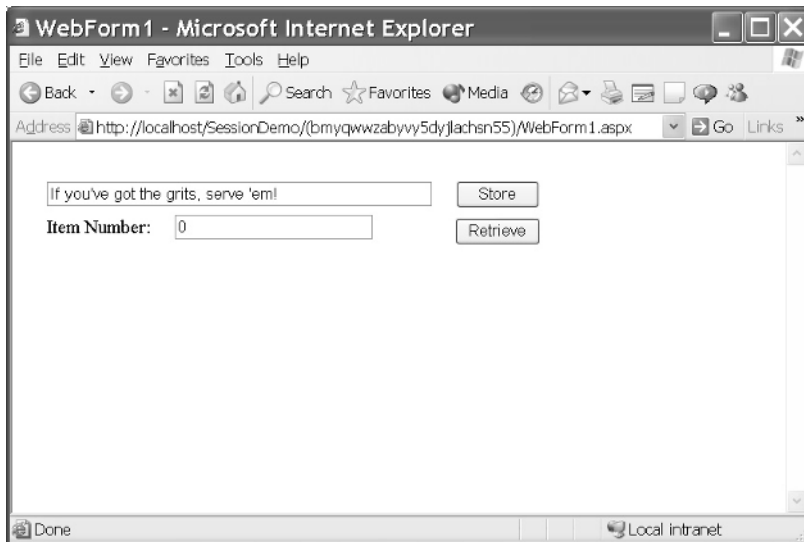 WebForm1 - Microsoft Internet Explorer
File Edit View Favorites Tools Help
Back Search Favorites Media
Address http://localhost/SessionDemo/(bmyqwwzabyvy5dyjlachsn55)/WebForm1.aspx Go Links »
If you've got the grits, serve 'em! Store
Item Number: 0 Retrieve
Done Local intranet